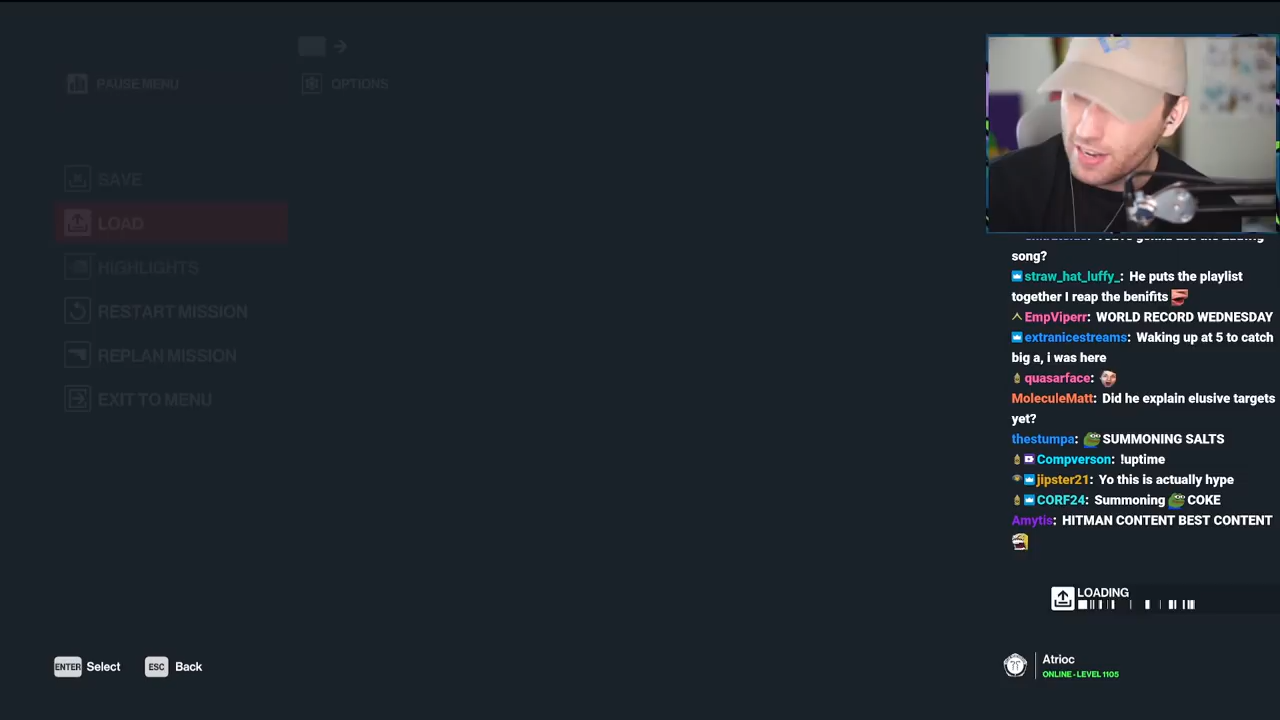 PAUSE MENU
OPTIONS
SAVE
LOAD
HIGHLIGHTS
RESTART MISSION
REPLAN MISSION
EXIT TO MENU
ENTER Select
ESC Back
song?
straw_hat_luffy_: He puts the playlist
together I reap the benifits
EmpViperr: WORLD RECORD WEDNESDAY
extranicestreams: Waking up at 5 to catch
big a, i was here
quasarface:
MoleculeMatt: Did he explain elusive targets
yet?
thestumpa: SUMMONING SALTS
Compverson: !uptime
jipster21: Yo this is actually hype
CORF24: Summoning COKE
Amytis: HITMAN CONTENT BEST CONTENT
LOADING
Atrioc
ONLINE - LEVEL 1105